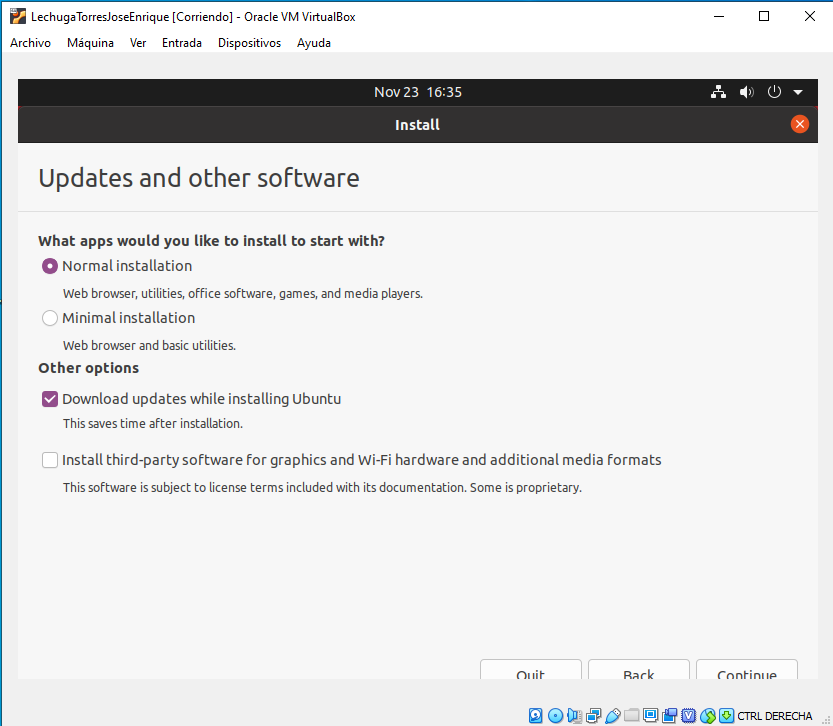 LechugaTorresJoseEnrique [Corriendo] - Oracle VM VirtualBox
Archivo Máquina Ver Entrada Dispositivos Ayuda
Nov 23 16:35
Install
Updates and other software
What apps would you like to install to start with?
Normal installation
Web browser, utilities, office software, games, and media players.
Minimal installation
Web browser and basic utilities.
Other options
Download updates while installing Ubuntu
This saves time after installation.
Install third-party software for graphics and Wi-Fi hardware and additional media formats
This software is subject to license terms included with its documentation. Some is proprietary.
Quit Back Continue
CTRL DERECHA